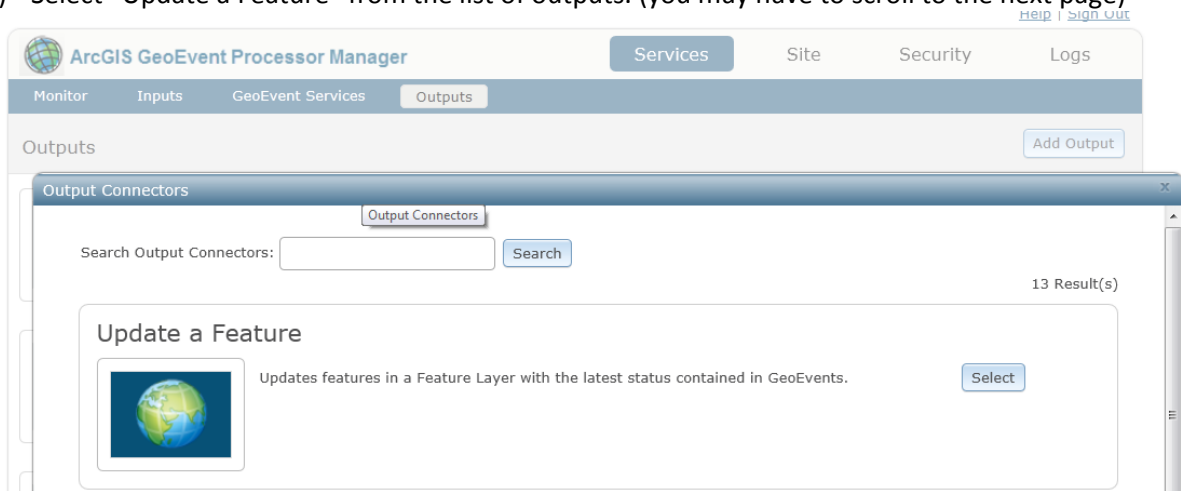 ) Select "Update a Feature" from the list of outputs. (you may have to scroll to the next page)
Help | Sign Out
ArcGIS GeoEvent Processor Manager Services Site Security Logs
Monitor Inputs GeoEvent Services Outputs
Outputs Add Output
Output Connectors x
Output Connectors
Search Output Connectors: Search
13 Result(s)
Update a Feature
Updates features in a Feature Layer with the latest status contained in GeoEvents. Select